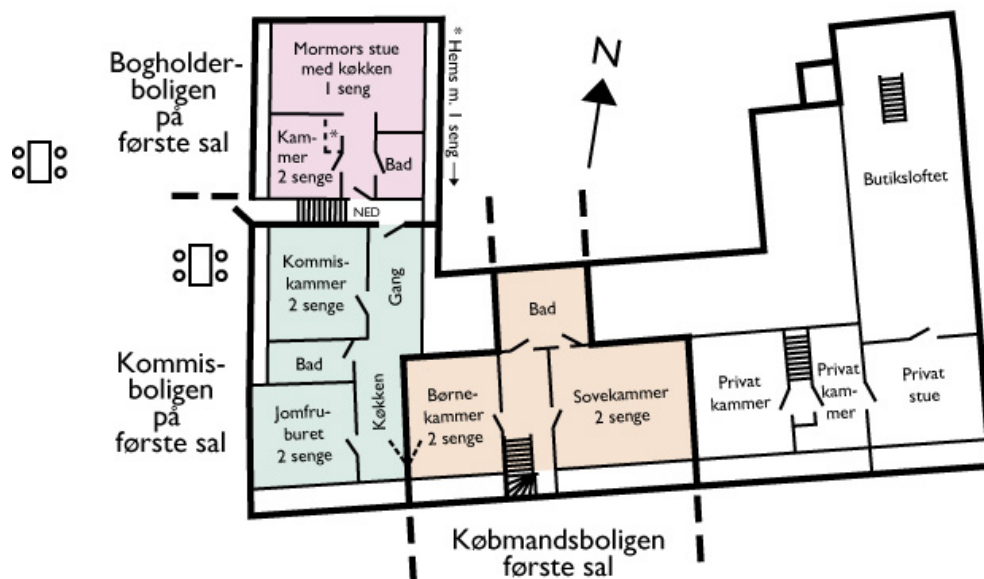 Bogholder-
boligen
på
første sal
Mormors stue
med køkken
1 seng
* Hems m. 1 seng →
Kam-
mer
2 senge
*
Bad
NED
N
Butiksloftet
Kommis-
kammer
2 senge
Gang
Bad
Køkken
Jomfru-
buret
2 senge
Kommis-
boligen
på
første sal
Bad
Børne-
kammer
2 senge
Sovekammer
2 senge
Privat
kammer
Privat
kam-
mer
Privat
stue
Købmandsboligen
første sal